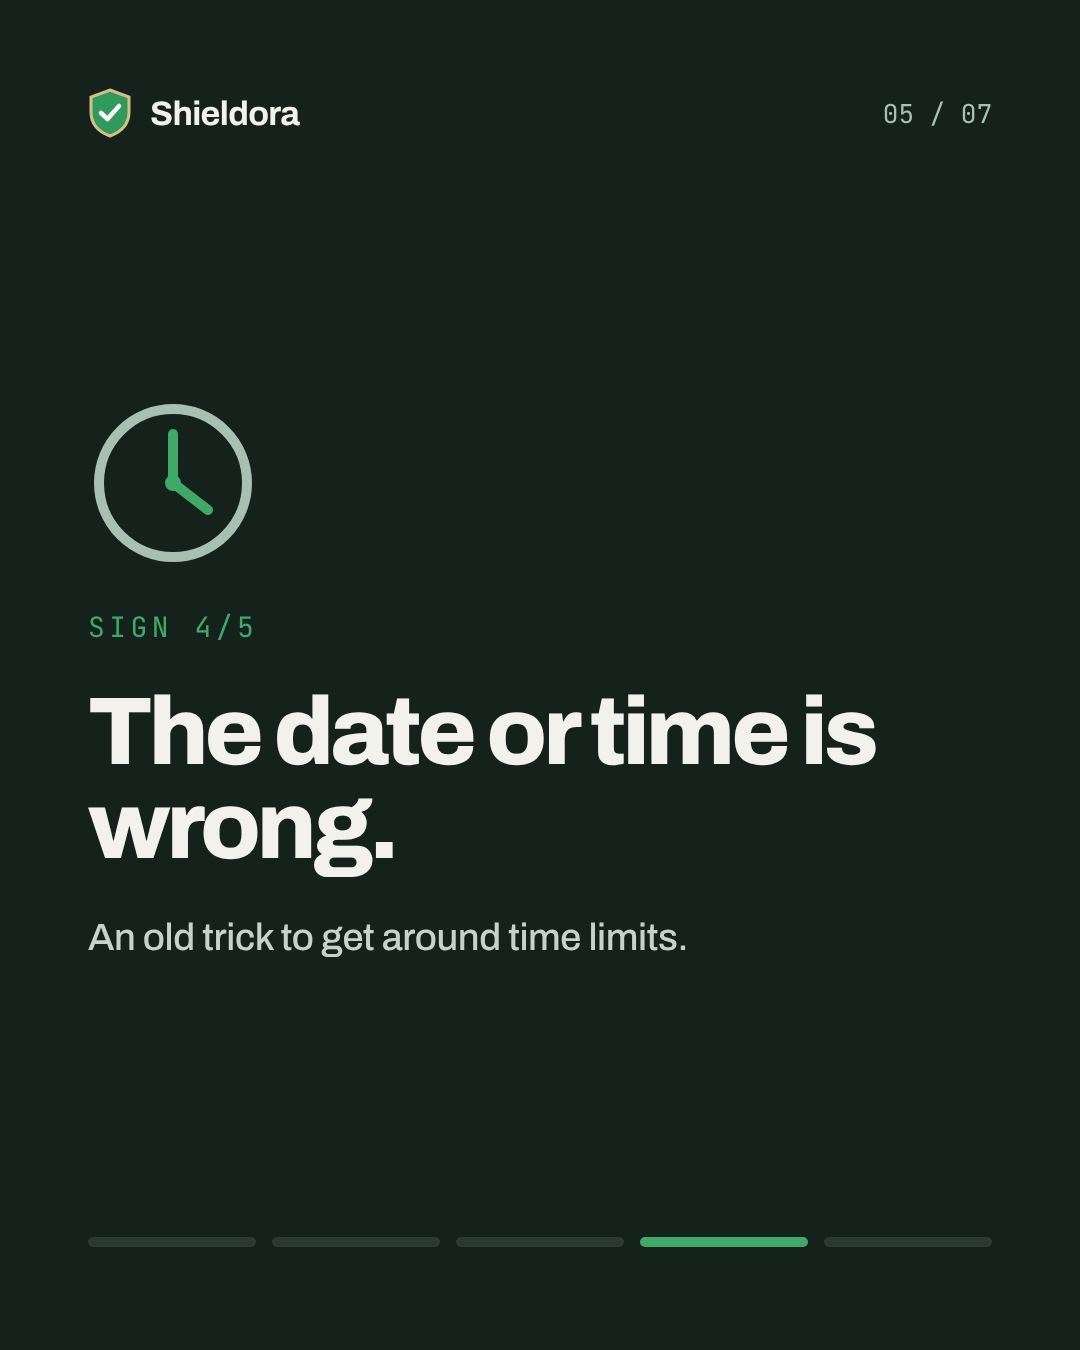 Shieldora
05 / 07
SIGN 4/5
The date or time is
wrong.
An old trick to get around time limits.